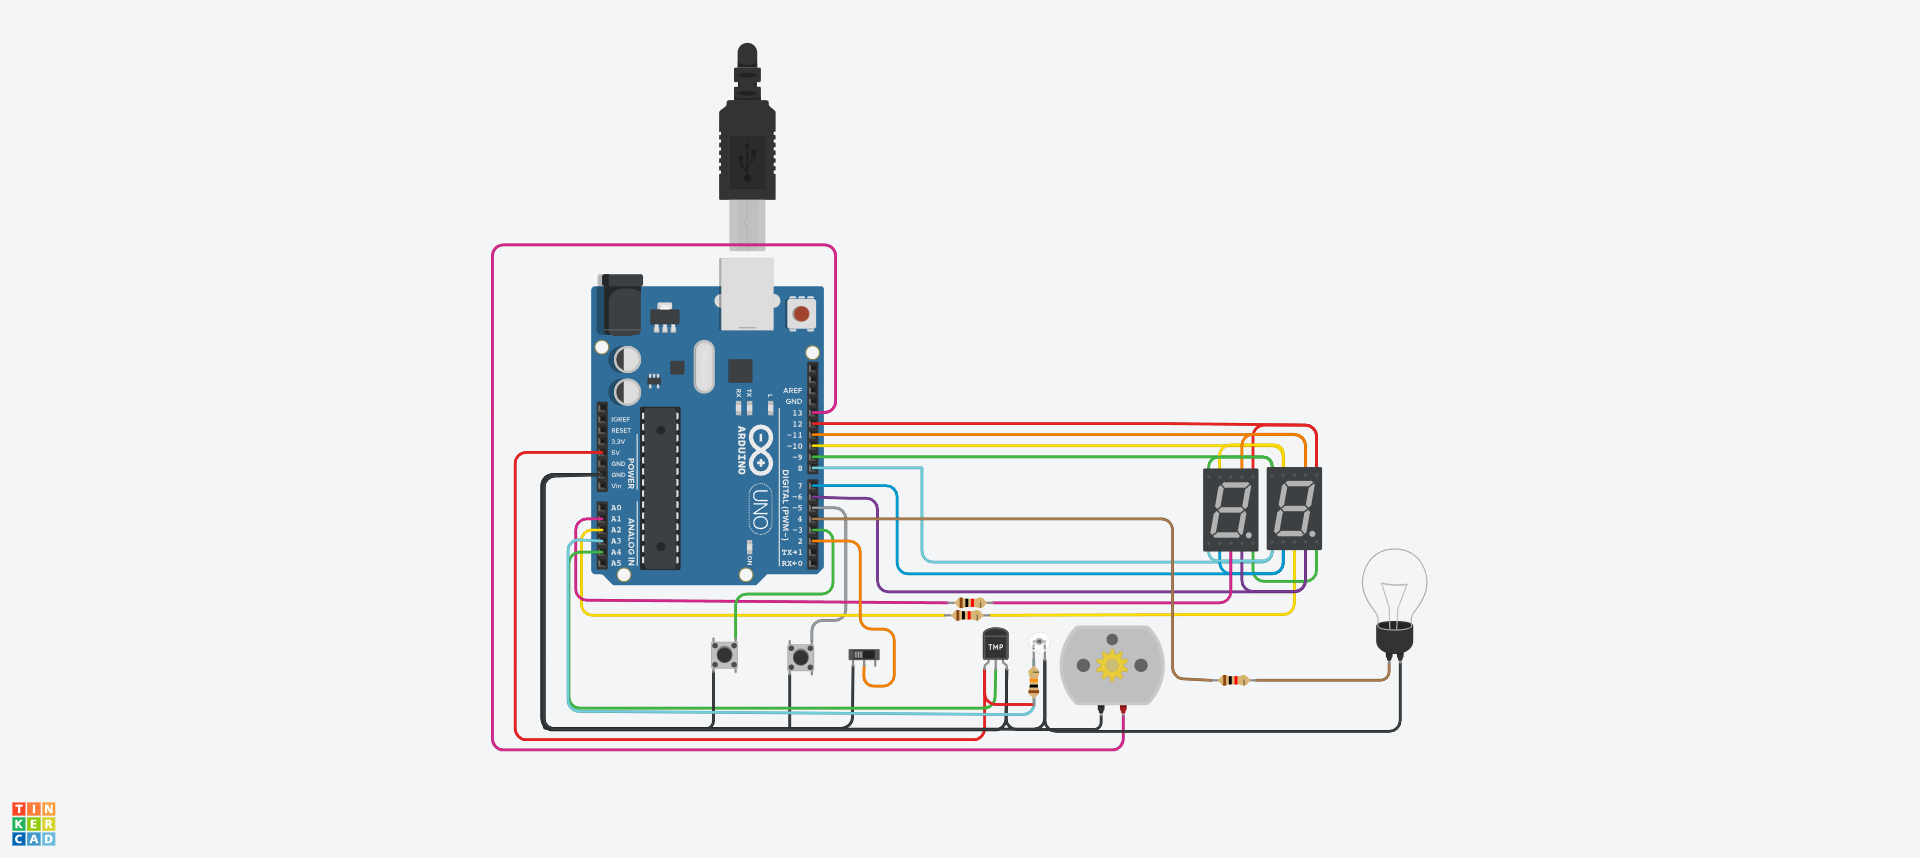 IOREF
RESET
3.3V
5V
GND
GND
Vin
POWER
A0
A1
A2
A3
A4
A5
ANALOG IN
RX
TX
L
ARDUINO
UNO
ON
AREF
GND
13
12
~11
~10
~9
8
7
~6
~5
4
~3
2
TX→1
RX←0
DIGITAL (PWM~)
TMP
TIN
KER
CAD